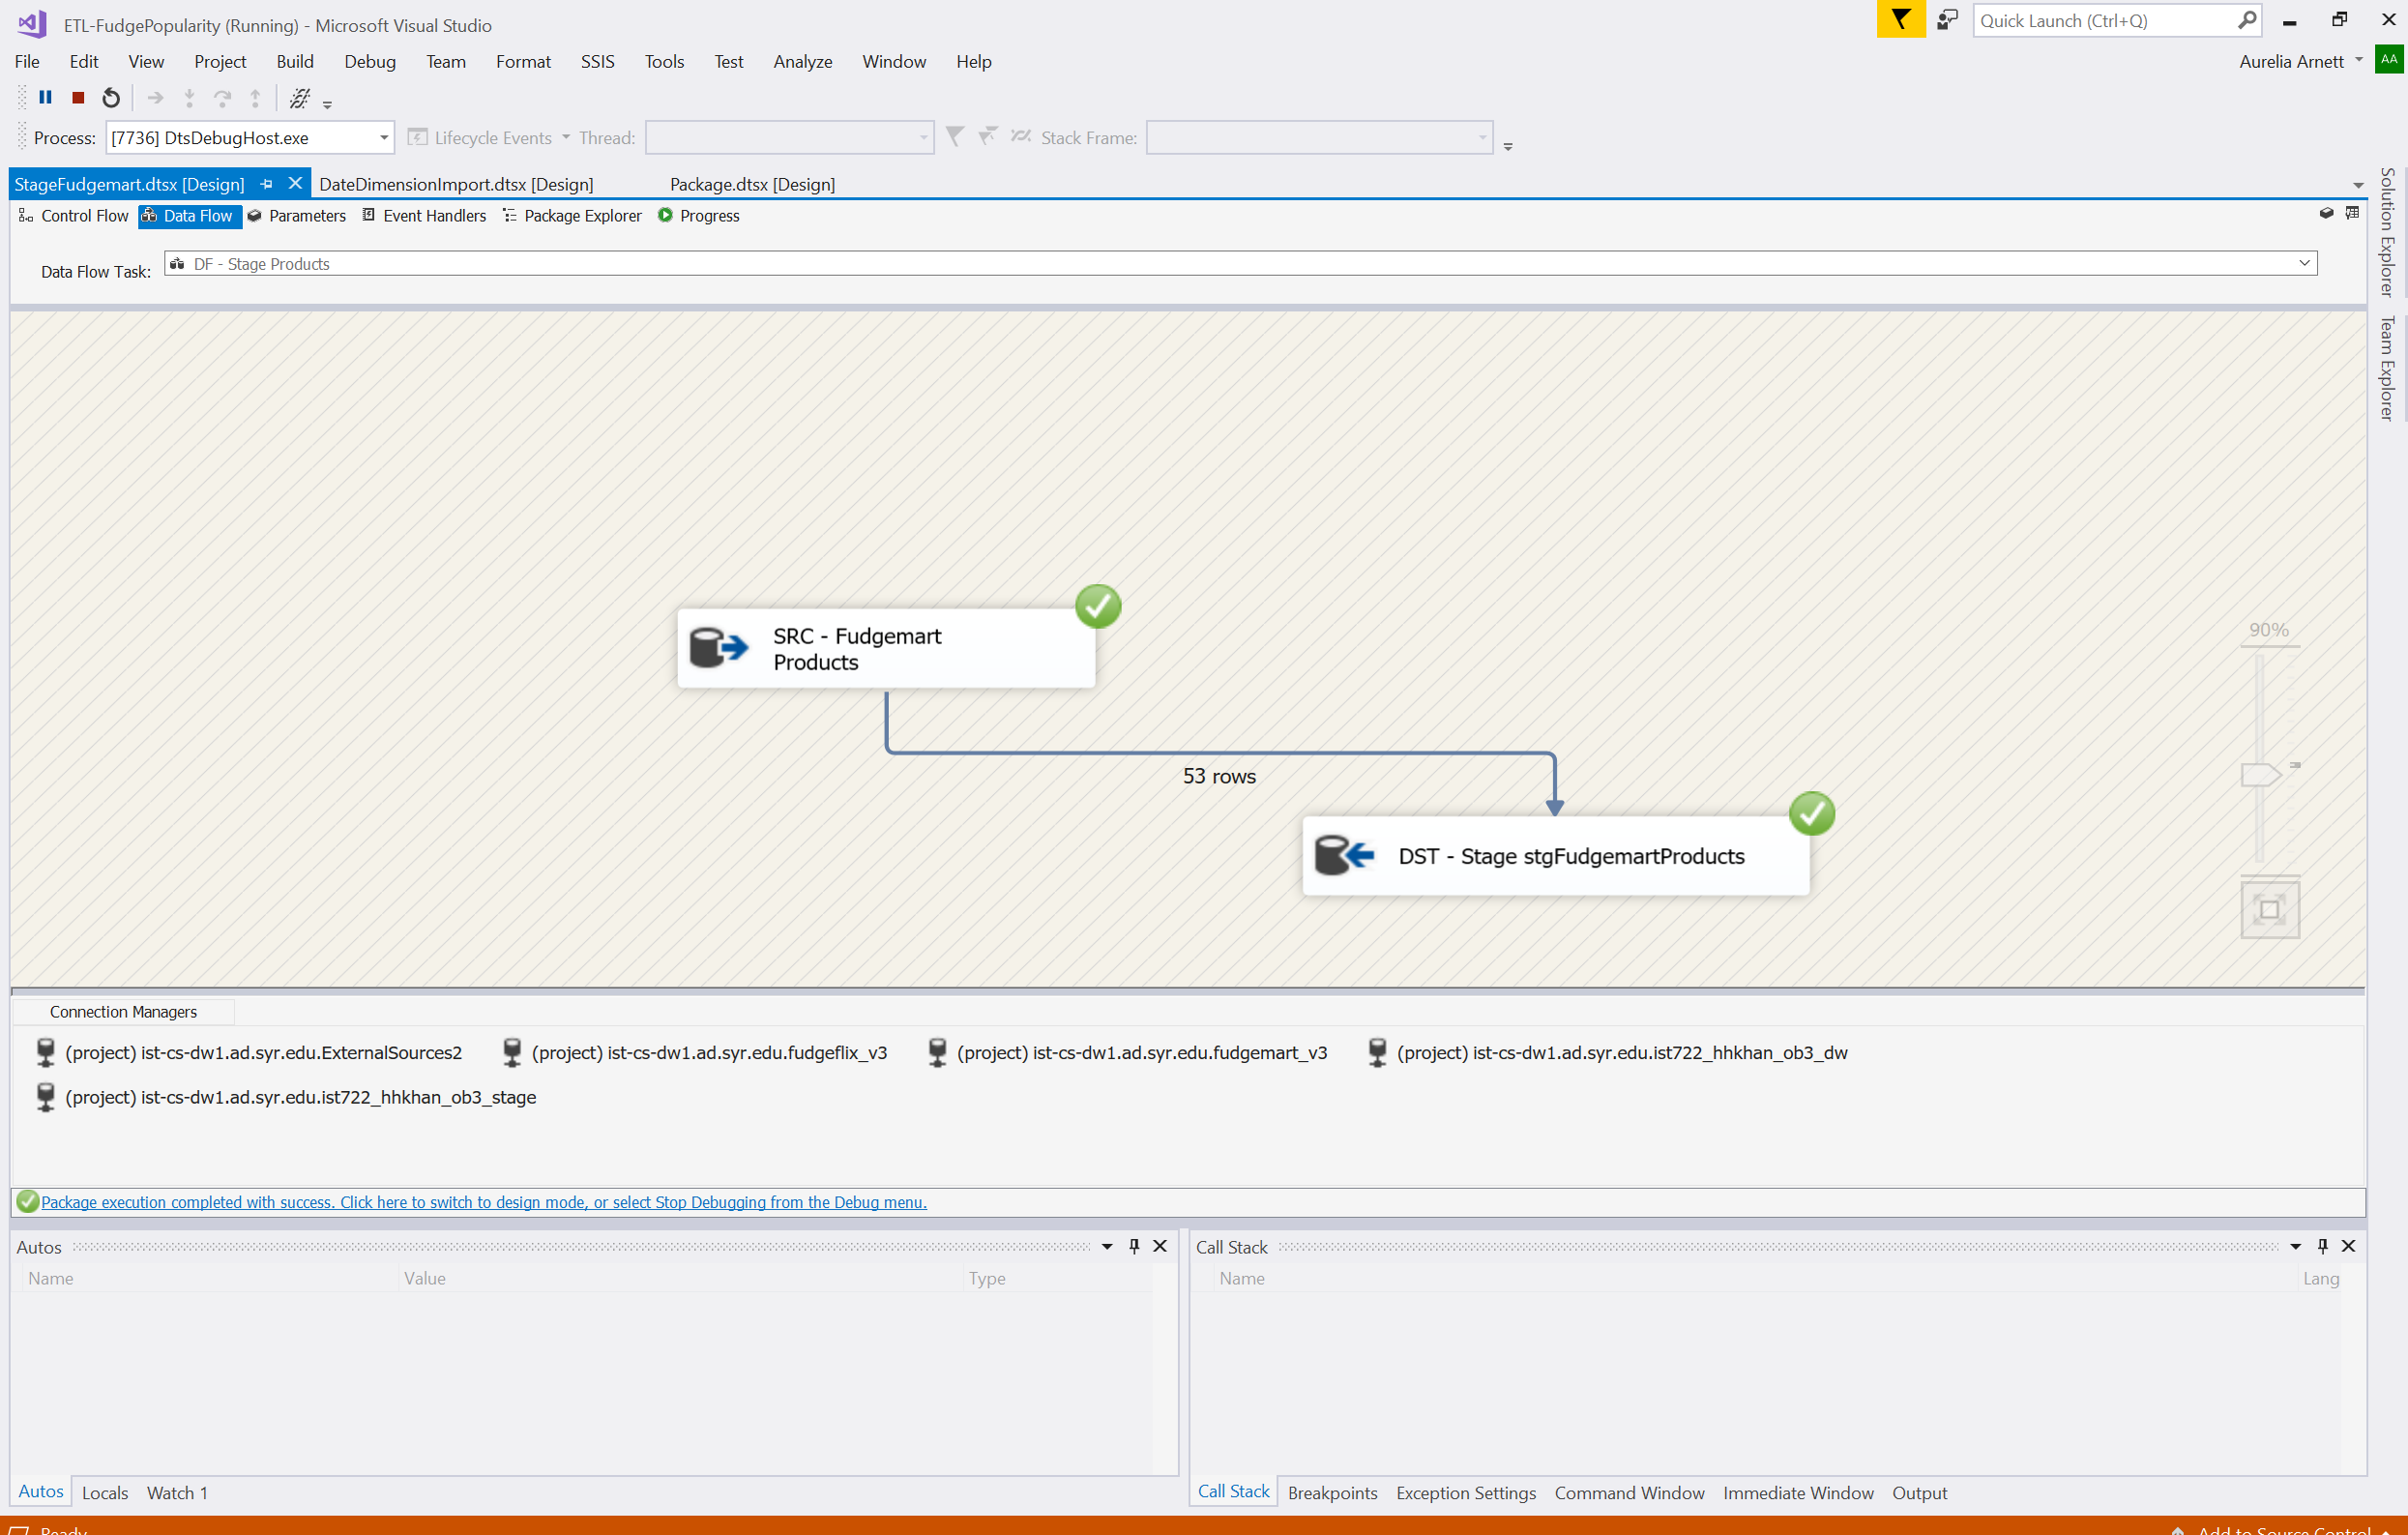 ETL-FudgePopularity (Running) - Microsoft Visual Studio
Quick Launch (Ctrl+Q)
File Edit View Project Build Debug Team Format SSIS Tools Test Analyze Window Help
Aurelia Arnett AA
Process: [7736] DtsDebugHost.exe Lifecycle Events Thread: Stack Frame:
StageFudgemart.dtsx [Design] DateDimensionImport.dtsx [Design] Package.dtsx [Design]
Control Flow Data Flow Parameters Event Handlers Package Explorer Progress
Data Flow Task: DF - Stage Products
Solution Explorer
Team Explorer
SRC - Fudgemart
Products
90%
53 rows
DST - Stage stgFudgemartProducts
Connection Managers
(project) ist-cs-dw1.ad.syr.edu.ExternalSources2 (project) ist-cs-dw1.ad.syr.edu.fudgeflix_v3 (project) ist-cs-dw1.ad.syr.edu.fudgemart_v3 (project) ist-cs-dw1.ad.syr.edu.ist722_hhkhan_ob3_dw
(project) ist-cs-dw1.ad.syr.edu.ist722_hhkhan_ob3_stage
Package execution completed with success. Click here to switch to design mode, or select Stop Debugging from the Debug menu.
Autos
Name Value Type
Call Stack
Name Lang
Autos Locals Watch 1
Call Stack Breakpoints Exception Settings Command Window Immediate Window Output
Ready
Add to Source Control